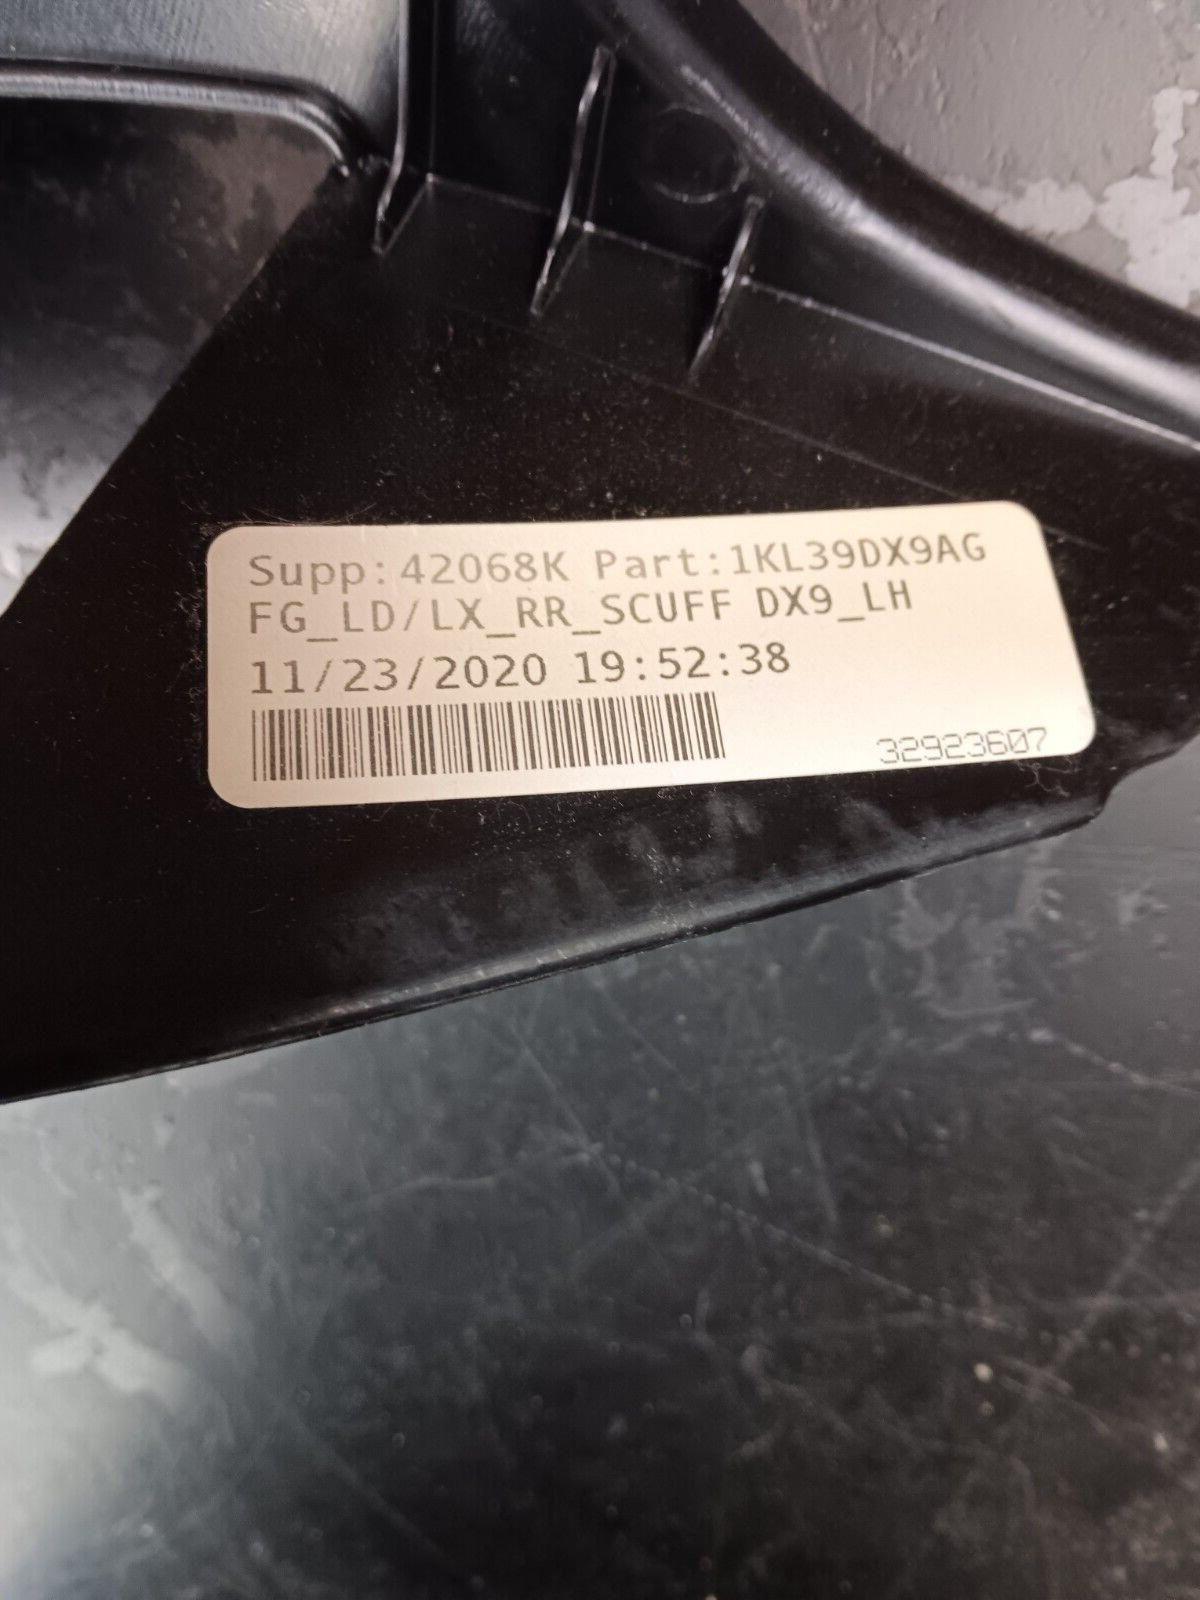 Supp:42068K Part:1KL39DX9AG
FG_LD/LX_RR_SCUFF DX9_LH
11/23/2020 19:52:38
32923607